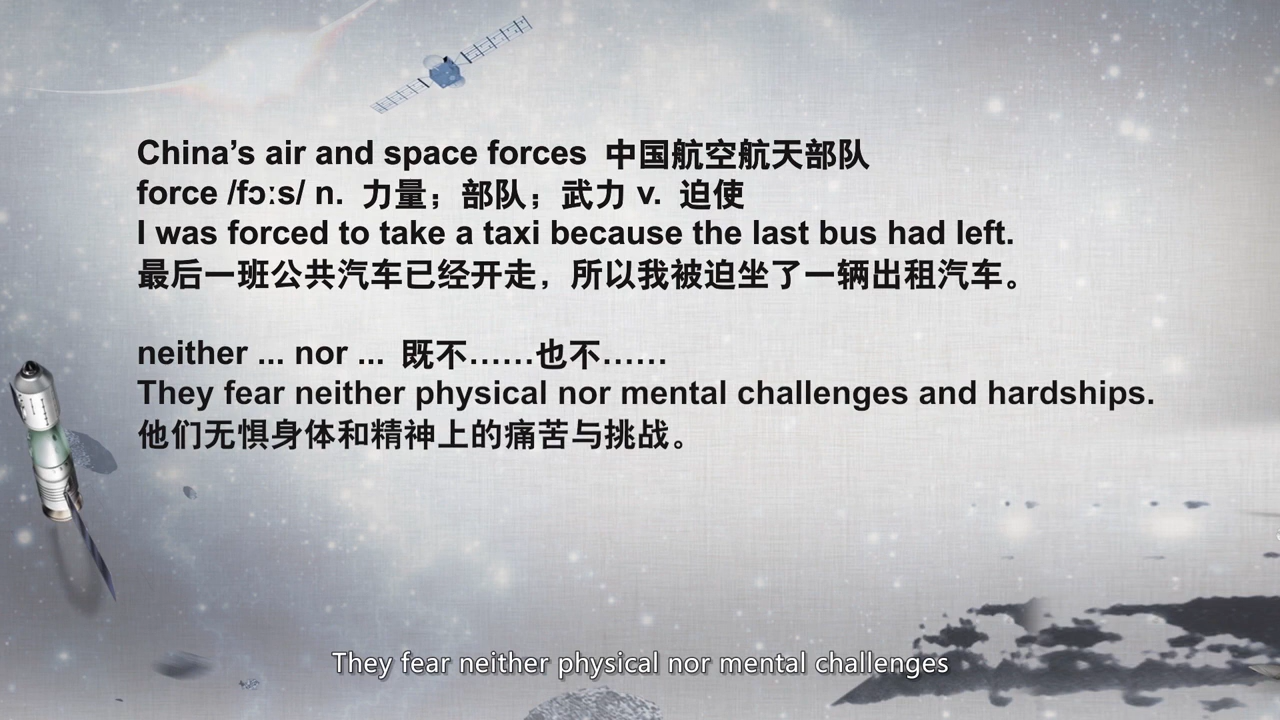 China’s air and space forces 中国航空航天部队
force /fɔːs/ n. 力量；部队；武力 v. 迫使
I was forced to take a taxi because the last bus had left.
最后一班公共汽车已经开走，所以我被迫坐了一辆出租汽车。
neither ... nor ... 既不……也不……
They fear neither physical nor mental challenges and hardships.
他们无惧身体和精神上的痛苦与挑战。
They fear neither physical nor mental challenges